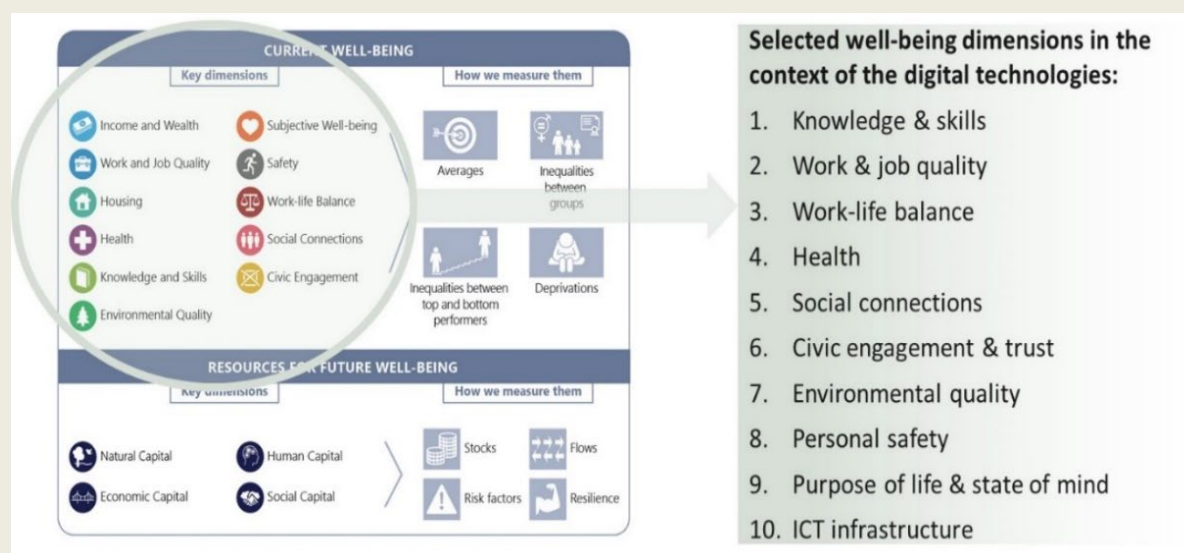 CURRENT WELL-BEING
Key dimensions
How we measure them
Income and Wealth
Subjective Well-being
Work and Job Quality
Safety
Housing
Work-life Balance
Health
Social Connections
Knowledge and Skills
Civic Engagement
Environmental Quality
Averages
Inequalities
between
groups
Inequalities between
top and bottom
performers
Deprivations
RESOURCES FOR FUTURE WELL-BEING
Key dimensions
How we measure them
Natural Capital
Human Capital
Economic Capital
Social Capital
Stocks
Flows
Risk factors
Resilience
Selected well-being dimensions in the
context of the digital technologies:
1. Knowledge & skills
2. Work & job quality
3. Work-life balance
4. Health
5. Social connections
6. Civic engagement & trust
7. Environmental quality
8. Personal safety
9. Purpose of life & state of mind
10. ICT infrastructure